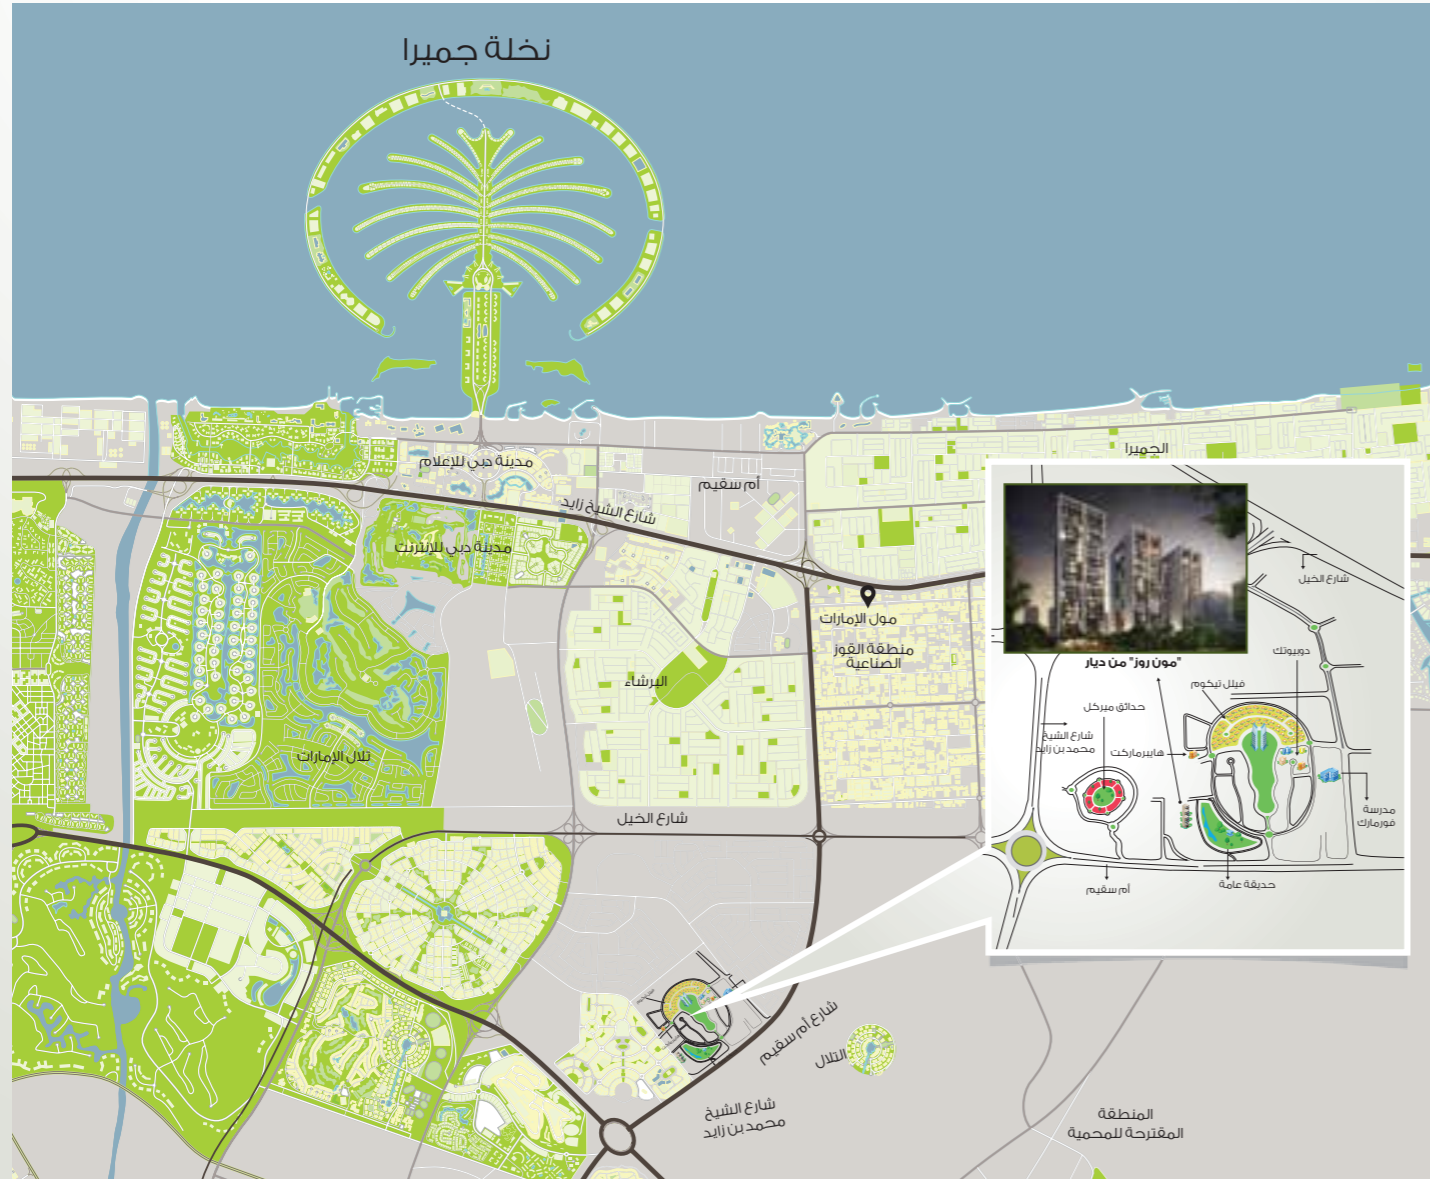 نخلة جميرا
الجميرا
مدينة دبي للإعلام
أم سقيم
شارع الشيخ زايد
مدينة دبي للإنترنت
مول الإمارات
منطقة القوز
الصناعية
البرشاء
تلال الإمارات
شارع الخيل
شارع الخيل
"مون روز" من ديار
دوبيوتك
فيلل تيكوم
حدائق ميركل
شارع الشيخ
محمد بن زايد
هايبرماركت
مدرسة
فورمارك
أم سقيم
حديقة عامة
شارع أم سقيم
التلال
شارع الشيخ
محمد بن زايد
المنطقة
المقترحة للمحمية